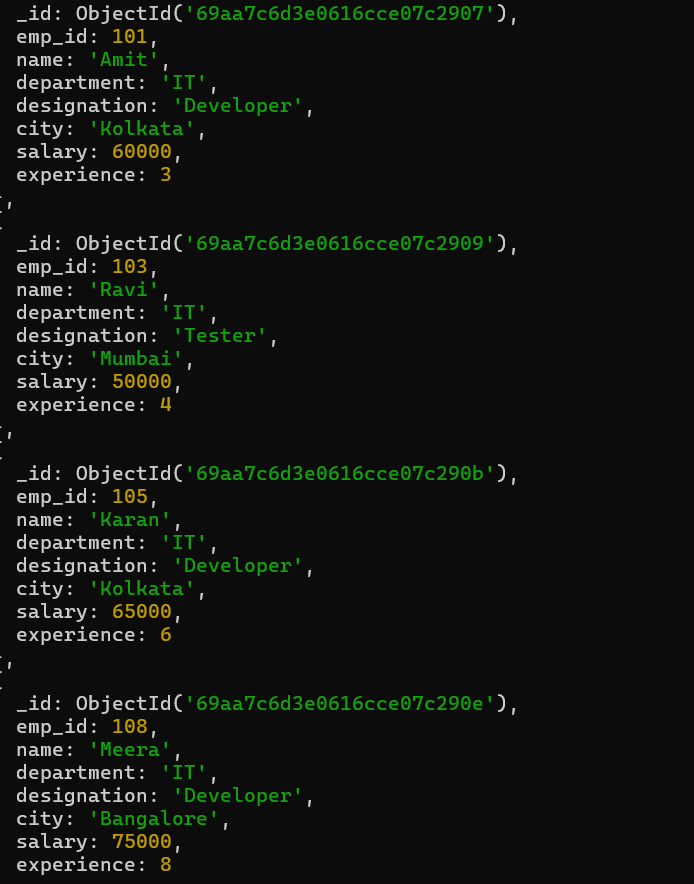 _id: ObjectId('69aa7c6d3e0616cce07c2907'),
emp_id: 101,
name: 'Amit',
department: 'IT',
designation: 'Developer',
city: 'Kolkata',
salary: 60000,
experience: 3
},
{
_id: ObjectId('69aa7c6d3e0616cce07c2909'),
emp_id: 103,
name: 'Ravi',
department: 'IT',
designation: 'Tester',
city: 'Mumbai',
salary: 50000,
experience: 4
},
{
_id: ObjectId('69aa7c6d3e0616cce07c290b'),
emp_id: 105,
name: 'Karan',
department: 'IT',
designation: 'Developer',
city: 'Kolkata',
salary: 65000,
experience: 6
},
{
_id: ObjectId('69aa7c6d3e0616cce07c290e'),
emp_id: 108,
name: 'Meera',
department: 'IT',
designation: 'Developer',
city: 'Bangalore',
salary: 75000,
experience: 8